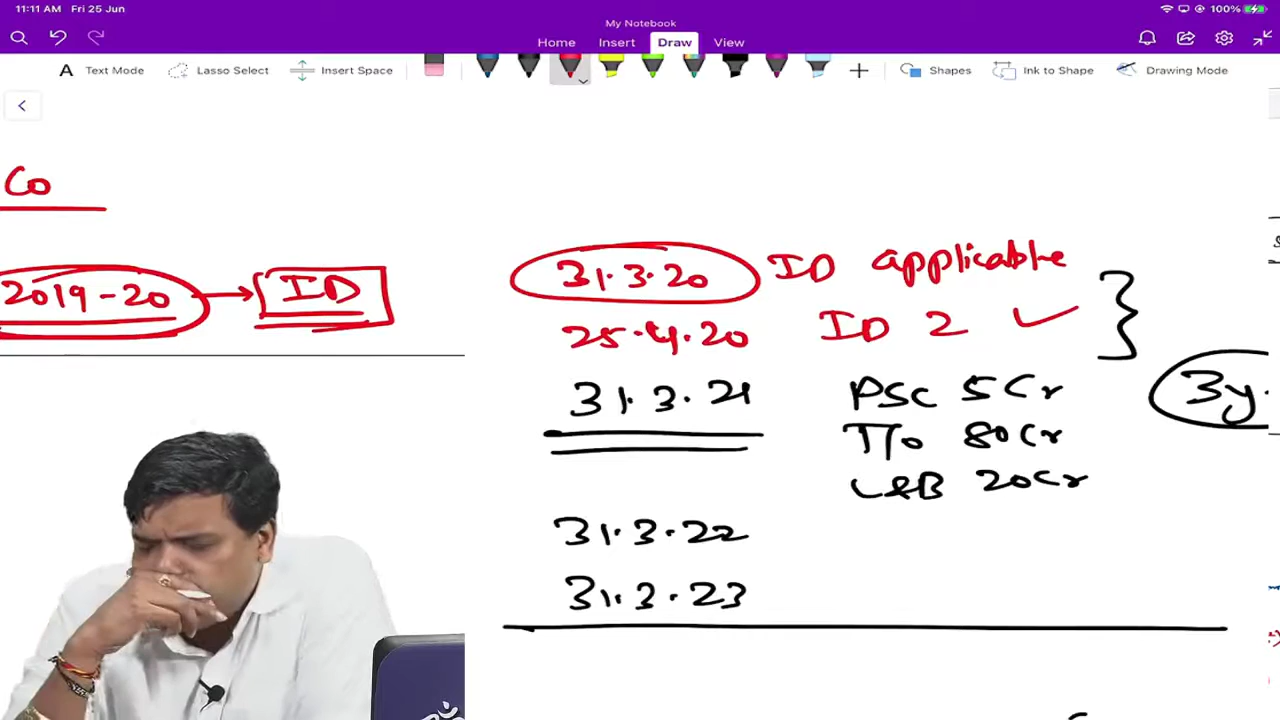 11:11 AM Fri 25 Jun
100%
My Notebook
Home Insert Draw View
Text Mode Lasso Select Insert Space Shapes Ink to Shape Drawing Mode
Co
2019-20 → ID
31.3.20 ID applicable
25.4.20 ID 2 ✓
31.3.21 PSC 5Cr
T/o 80Cr
L&B 20Cr
3y.
31.3.22
31.3.23